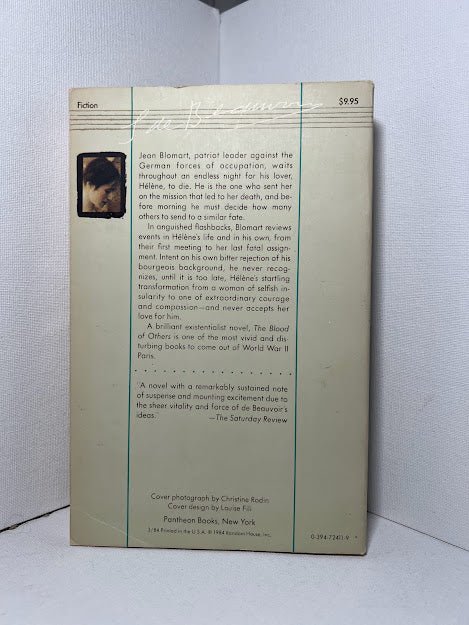 Fiction
$9.95
Jean Blomart, patriot leader against the
German forces of occupation, waits
throughout an endless night for his lover,
Hélène, to die. He is the one who sent her
on the mission that led to her death, and be-
fore morning he must decide how many
others to send to a similar fate.
In anguished flashbacks, Blomart reviews
events in Hélène's life and in his own, from
their first meeting to her last fatal assign-
ment. Intent on his own bitter rejection of his
bourgeois background, he never recog-
nizes, until it is too late, Hélène's startling
transformation from a woman of selfish in-
sularity to one of extraordinary courage
and compassion—and never accepts her
love for him.
A brilliant existentialist novel, The Blood
of Others is one of the most vivid and dis-
turbing books to come out of World War II
Paris.
"A novel with a remarkably sustained note
of suspense and mounting excitement due to
the sheer vitality and force of de Beauvoir's
ideas."
—The Saturday Review
Cover photograph by Christine Rodin
Cover design by Louise Fili
Pantheon Books, New York
3/84 Printed in the U.S.A. © 1984 Random House, Inc.
0-394-72411-9